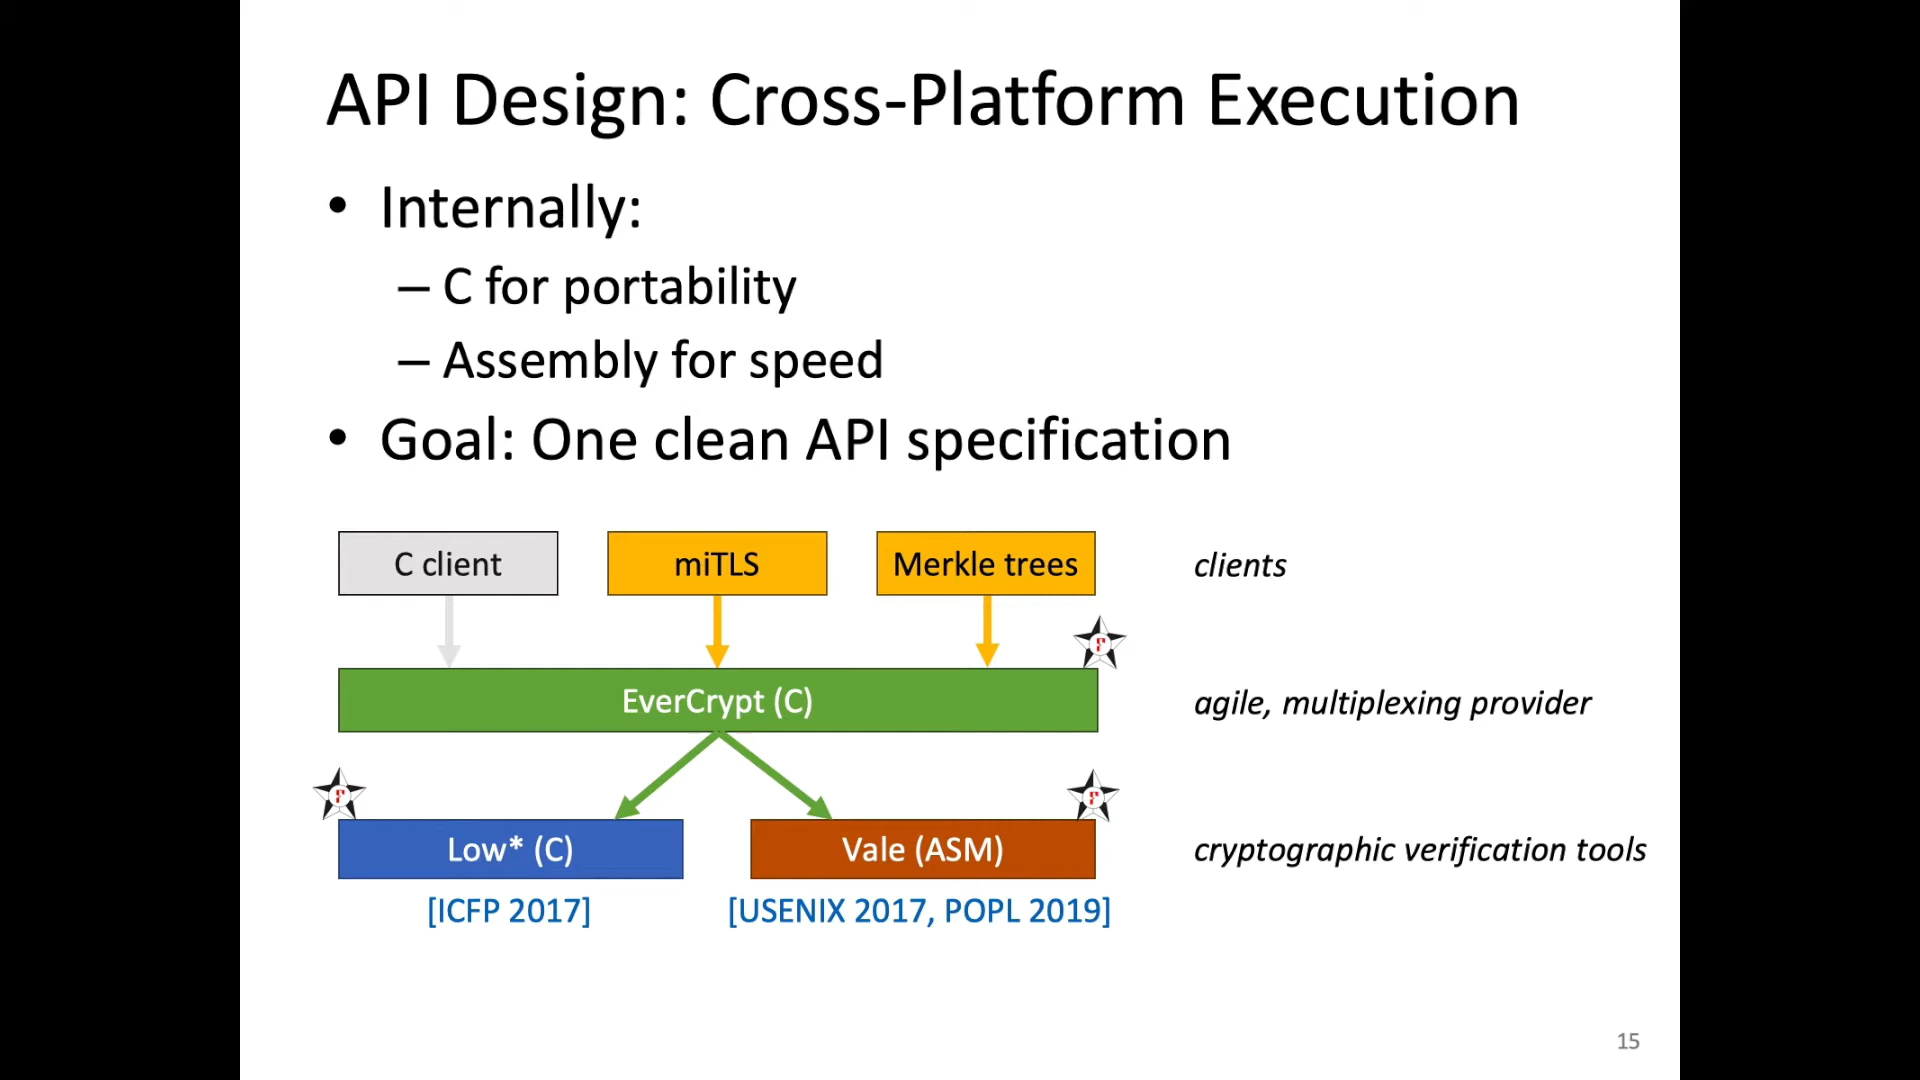 API Design: Cross-Platform Execution
• Internally:
– C for portability
– Assembly for speed
• Goal: One clean API specification
C client
miTLS
Merkle trees
clients
EverCrypt (C)
agile, multiplexing provider
Low* (C)
Vale (ASM)
cryptographic verification tools
[ICFP 2017]
[USENIX 2017, POPL 2019]
15